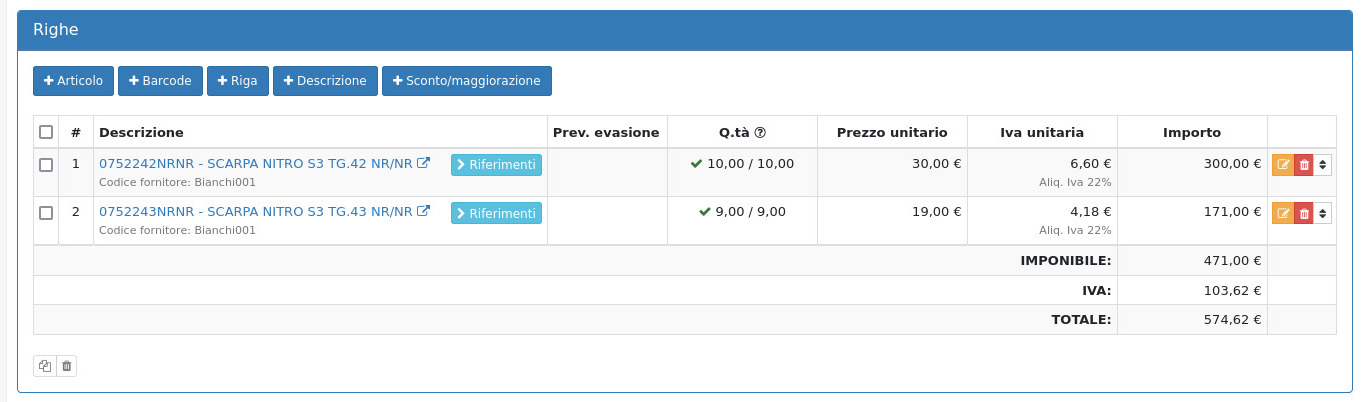 Righe
Articolo Barcode Riga Descrizione Sconto/maggiorazione
# Descrizione Prev. evasione Q.tà Prezzo unitario Iva unitaria Importo
1 0752242NRNR - SCARPA NITRO S3 TG.42 NR/NR Riferimenti 10,00 / 10,00 30,00 € 6,60 € 300,00 €
Codice fornitore: Bianchi001 Aliq. Iva 22%
2 0752243NRNR - SCARPA NITRO S3 TG.43 NR/NR Riferimenti 9,00 / 9,00 19,00 € 4,18 € 171,00 €
Codice fornitore: Bianchi001 Aliq. Iva 22%
IMPONIBILE: 471,00 €
IVA: 103,62 €
TOTALE: 574,62 €